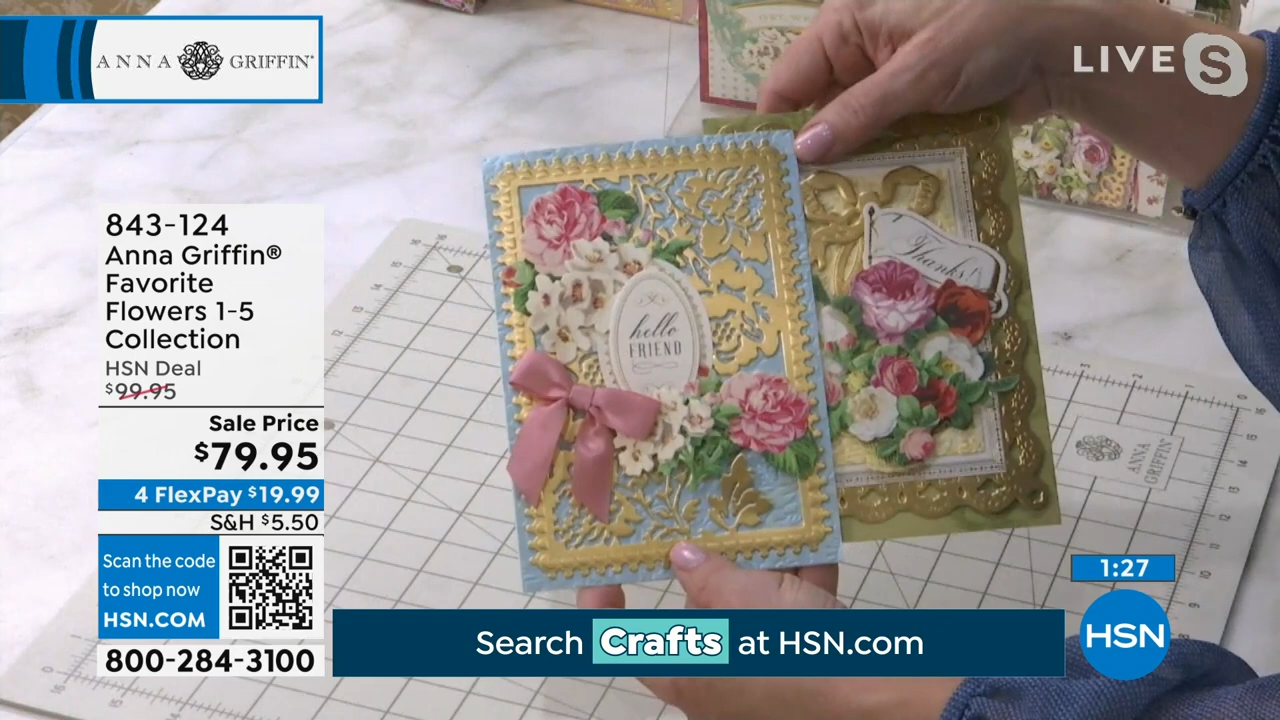 ANNA GRIFFIN
LIVE S
843-124
Anna Griffin®
Favorite
Flowers 1-5
Collection
HSN Deal
$99.95
Sale Price
$79.95
4 FlexPay $19.99
S&H $5.50
Scan the code
to shop now
HSN.COM
800-284-3100
hello
FRIEND
Thanks!
ANNA
GRIFFIN
1:27
HSN
Search Crafts at HSN.com